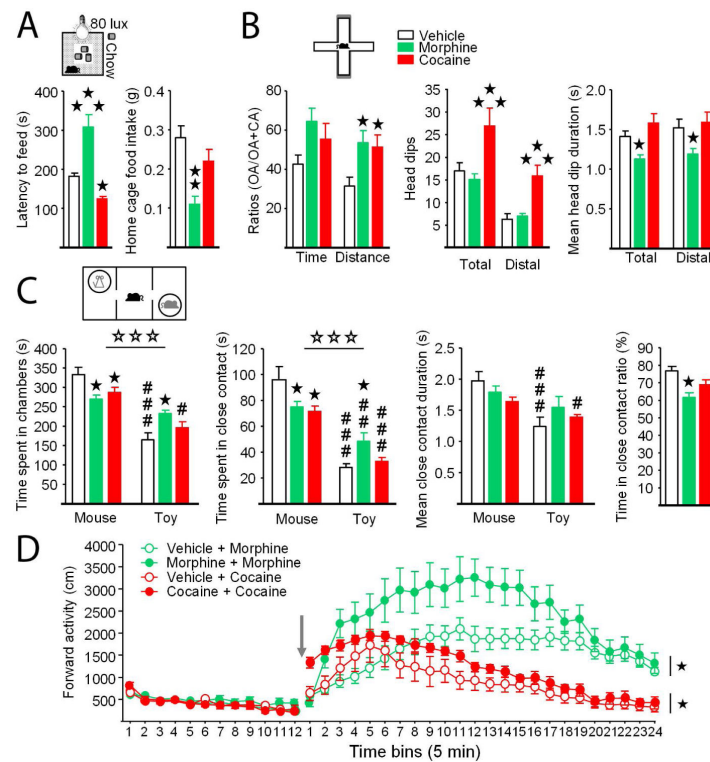 A
80 lux
Chow
Latency to feed (s)
400
300
200
100
★ ★ ★
★
Home cage food intake (g)
0.4
0.3
0.2
0.1
★★
B
Vehicle
Morphine
Cocaine
Ratios (OA/OA+CA)
80
70
60
50
40
30
20
10
★ ★
Time Distance
Head dips
35
30
25
20
15
10
5
★ ★ ★
★ ★ ★
Total Distal
Mean head dip duration (s)
2.0
1.5
1.0
0.5
★ ★
Total Distal
C
Time spent in chambers (s)
400
350
300
250
200
150
100
50
☆☆☆
★ ★
###
★
#
Mouse Toy
Time spent in close contact (s)
120
100
80
60
40
20
☆☆☆
★ ★
###
★
##
###
Mouse Toy
Mean close contact duration (s)
2.5
2.0
1.5
1.0
0.5
###
#
Mouse Toy
Time in close contact ratio (%)
90
80
70
60
50
40
30
20
10
★
D
Vehicle + Morphine
Morphine + Morphine
Vehicle + Cocaine
Cocaine + Cocaine
Forward activity (cm)
4000
3500
3000
2500
2000
1500
1000
500
★
★
1 2 3 4 5 6 7 8 9 10 11 12 1 2 3 4 5 6 7 8 9 10 11 12 13 14 15 16 17 18 19 20 21 22 23 24
Time bins (5 min)